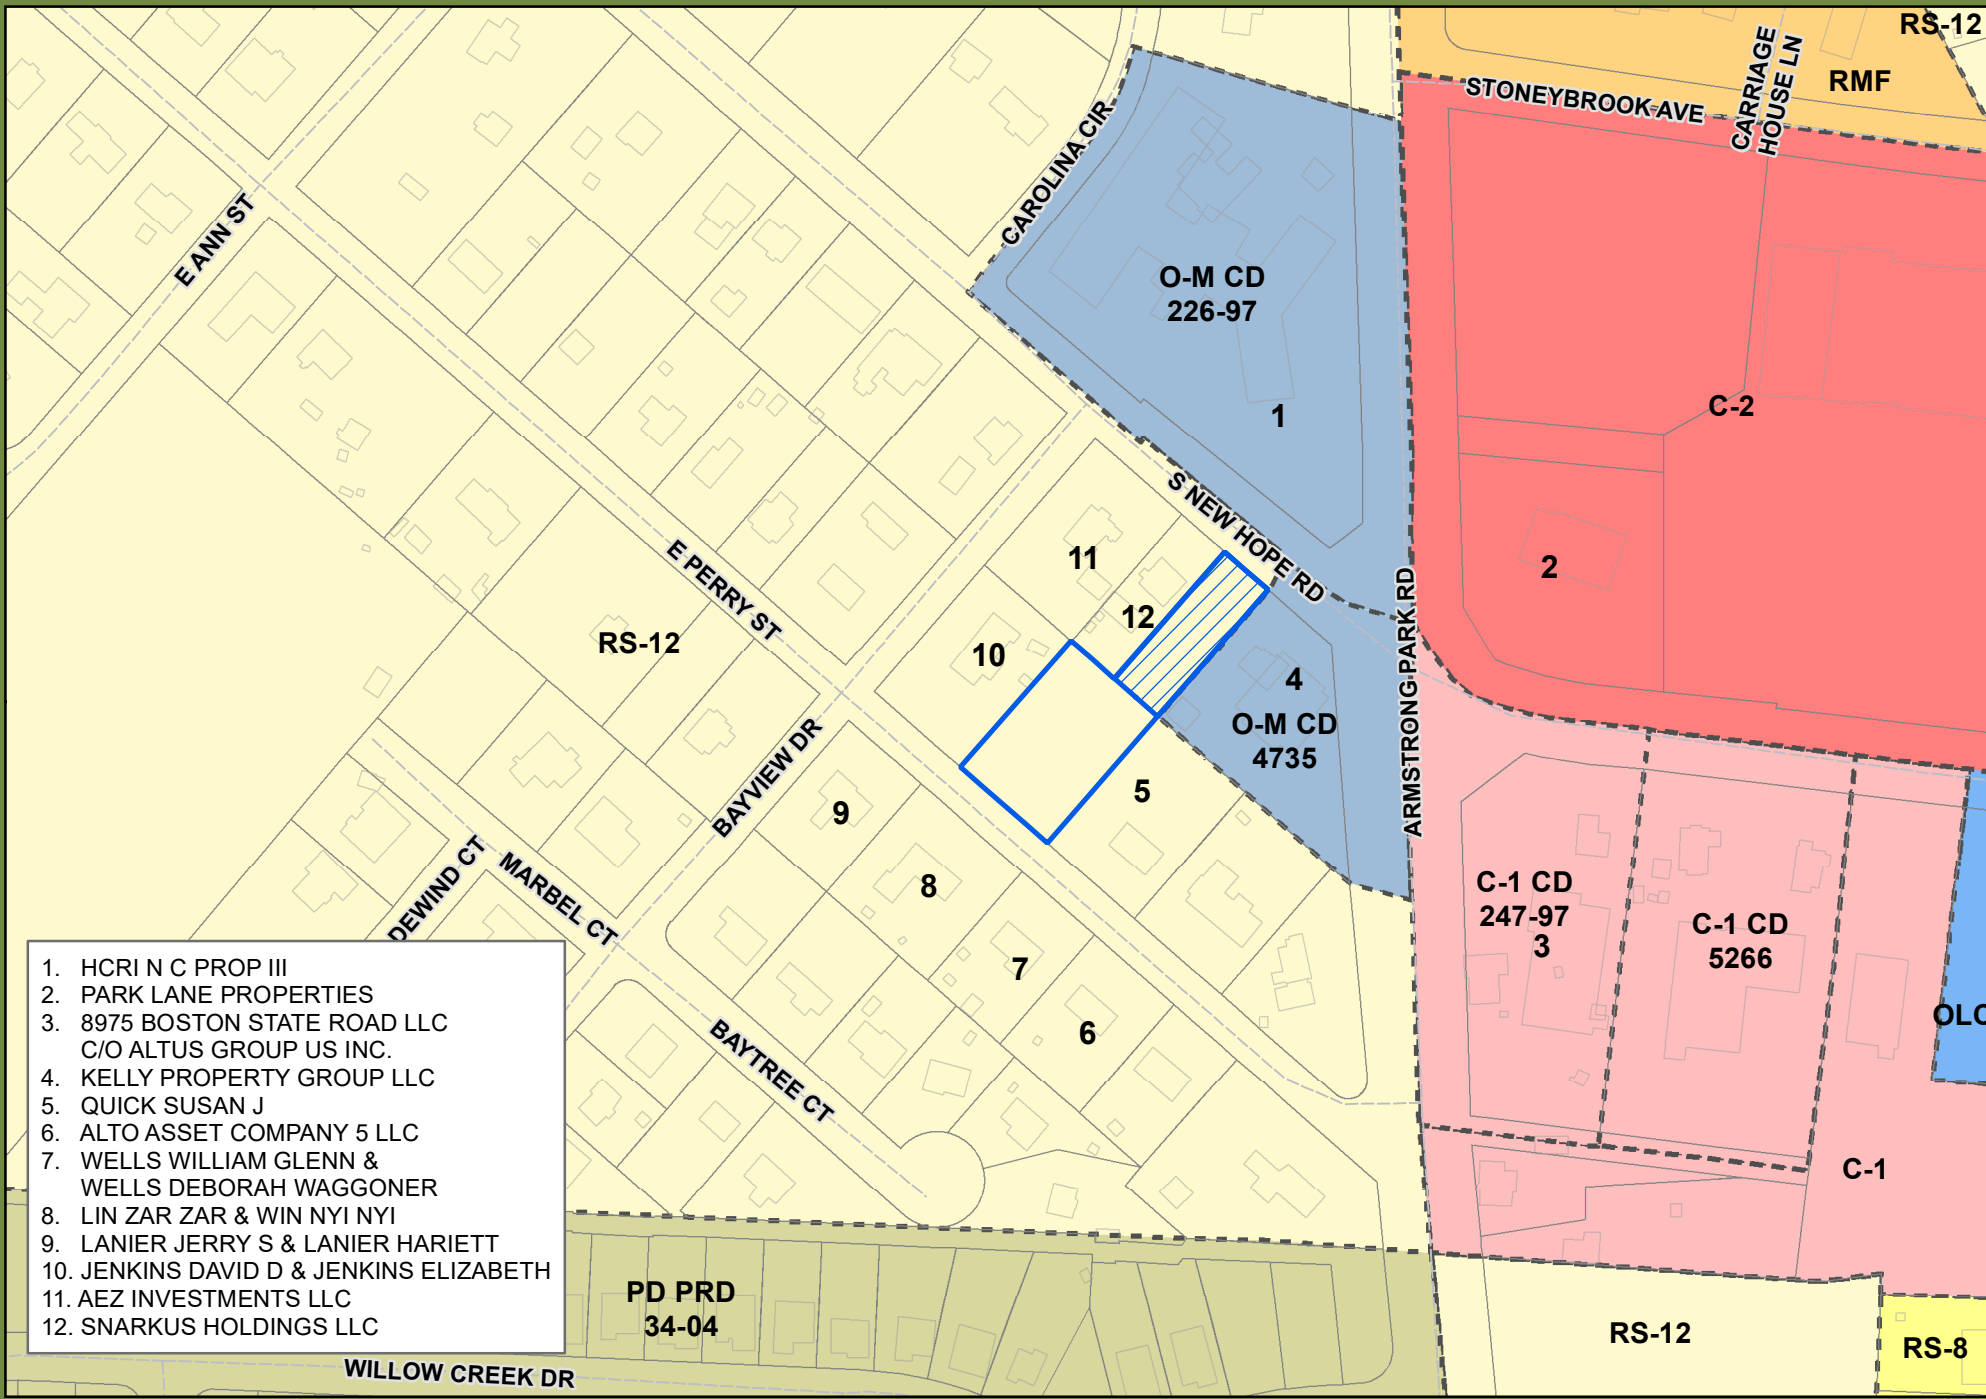 RS-12
CARRIAGE
HOUSE LN
RMF
STONEYBROOK AVE
CAROLINA CIR
E ANN ST
O-M CD
226-97
1
C-2
S NEW HOPE RD
E PERRY ST
11
2
12
RS-12
10
4
O-M CD
4735
ARMSTRONG PARK RD
BAYVIEW DR
5
9
8
C-1 CD
247-97
3
C-1 CD
5266
DEWIND CT
MARBEL CT
7
6
BAYTREE CT
OLC
C-1
1. HCRI N C PROP III
2. PARK LANE PROPERTIES
3. 8975 BOSTON STATE ROAD LLC
C/O ALTUS GROUP US INC.
4. KELLY PROPERTY GROUP LLC
5. QUICK SUSAN J
6. ALTO ASSET COMPANY 5 LLC
7. WELLS WILLIAM GLENN &
WELLS DEBORAH WAGGONER
8. LIN ZAR ZAR & WIN NYI NYI
9. LANIER JERRY S & LANIER HARIETT
10. JENKINS DAVID D & JENKINS ELIZABETH
11. AEZ INVESTMENTS LLC
12. SNARKUS HOLDINGS LLC
PD PRD
34-04
RS-12
RS-8
WILLOW CREEK DR